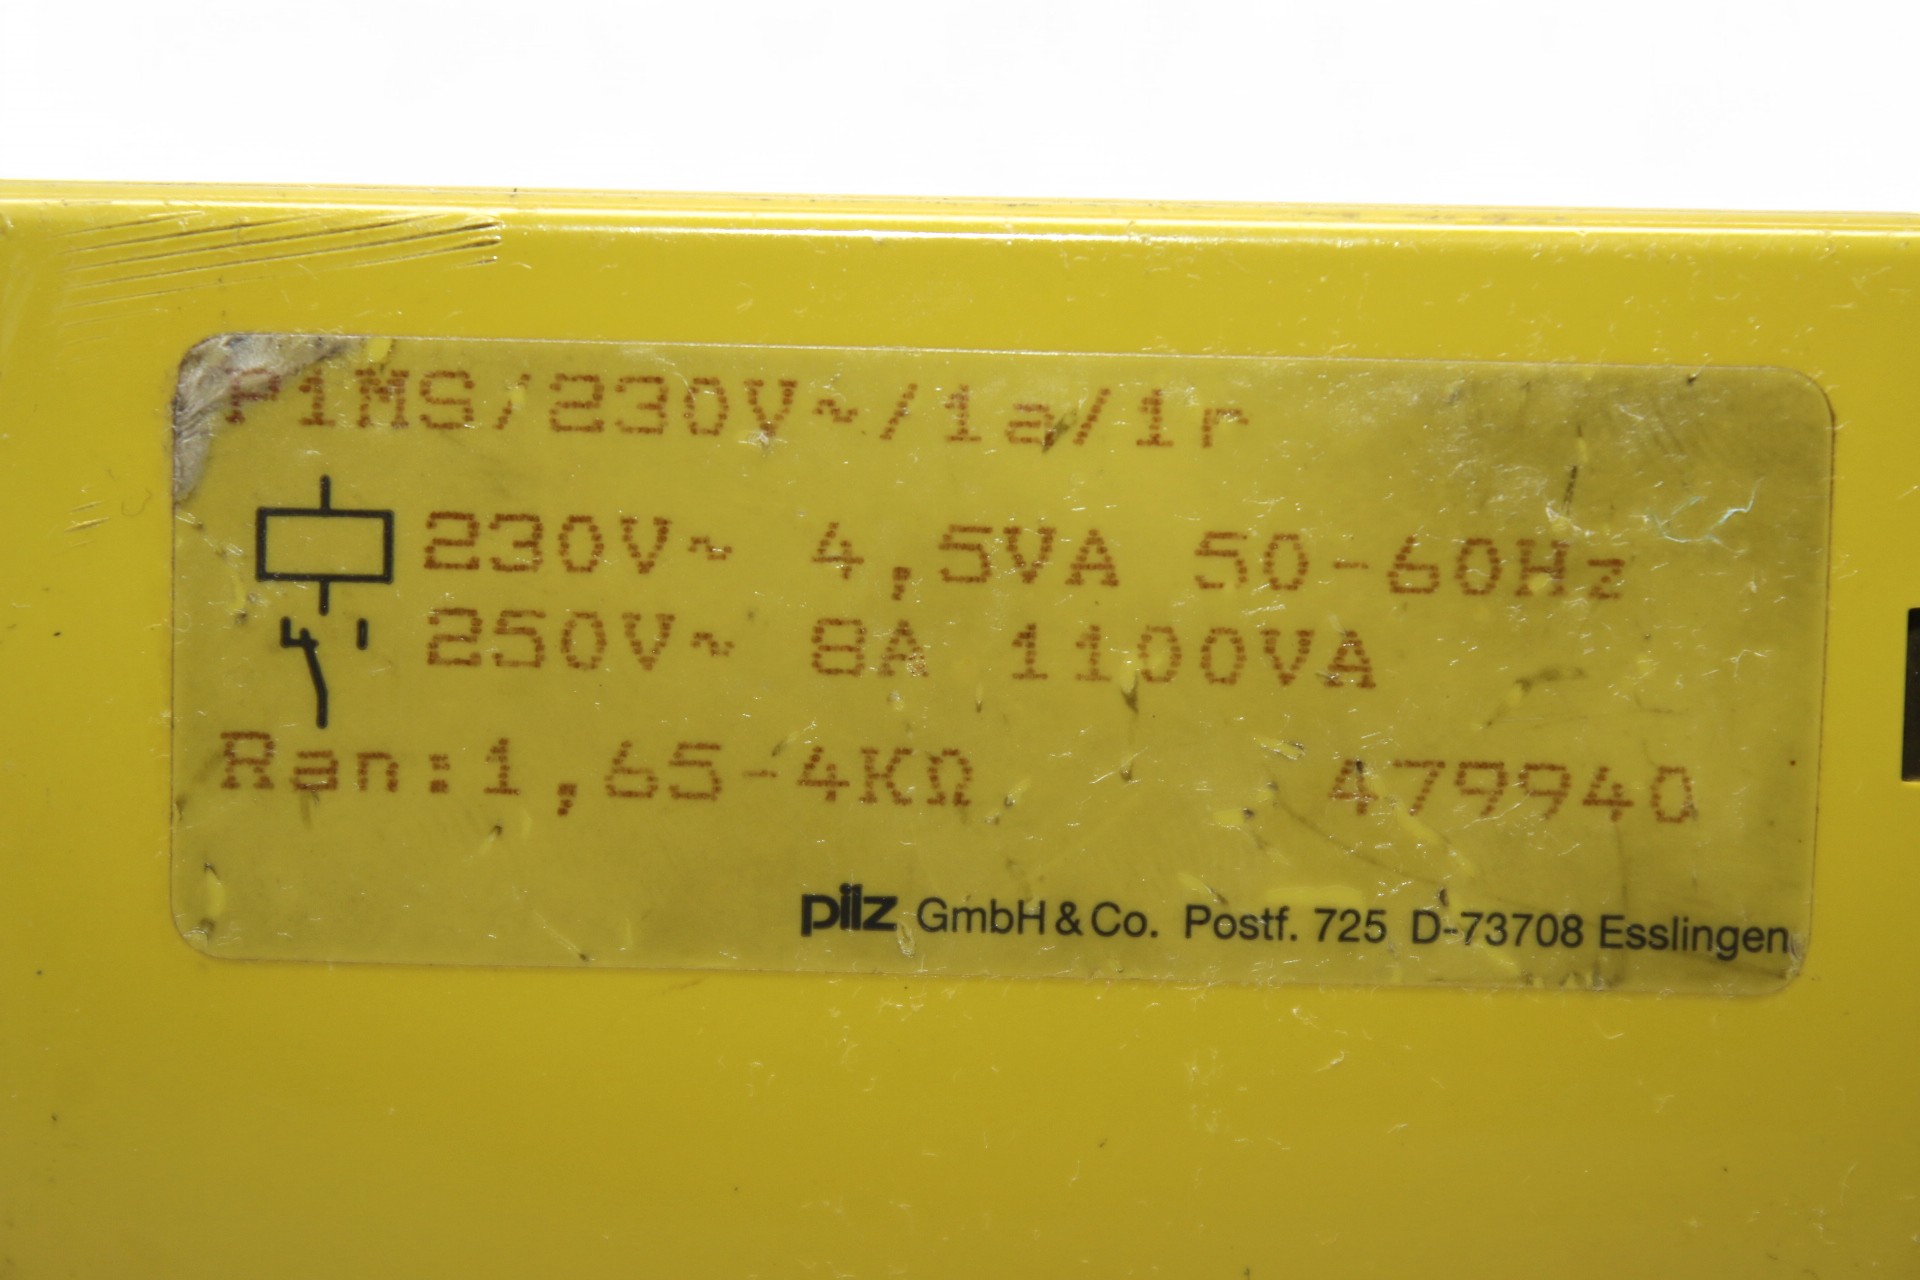 P1MS/230V~/1a/1r
230V~ 4,5VA 50-60Hz
250V~ 8A 1100VA
Ran:1,65-4KΩ 479940
pilz GmbH & Co. Postf. 725 D-73708 Esslingen